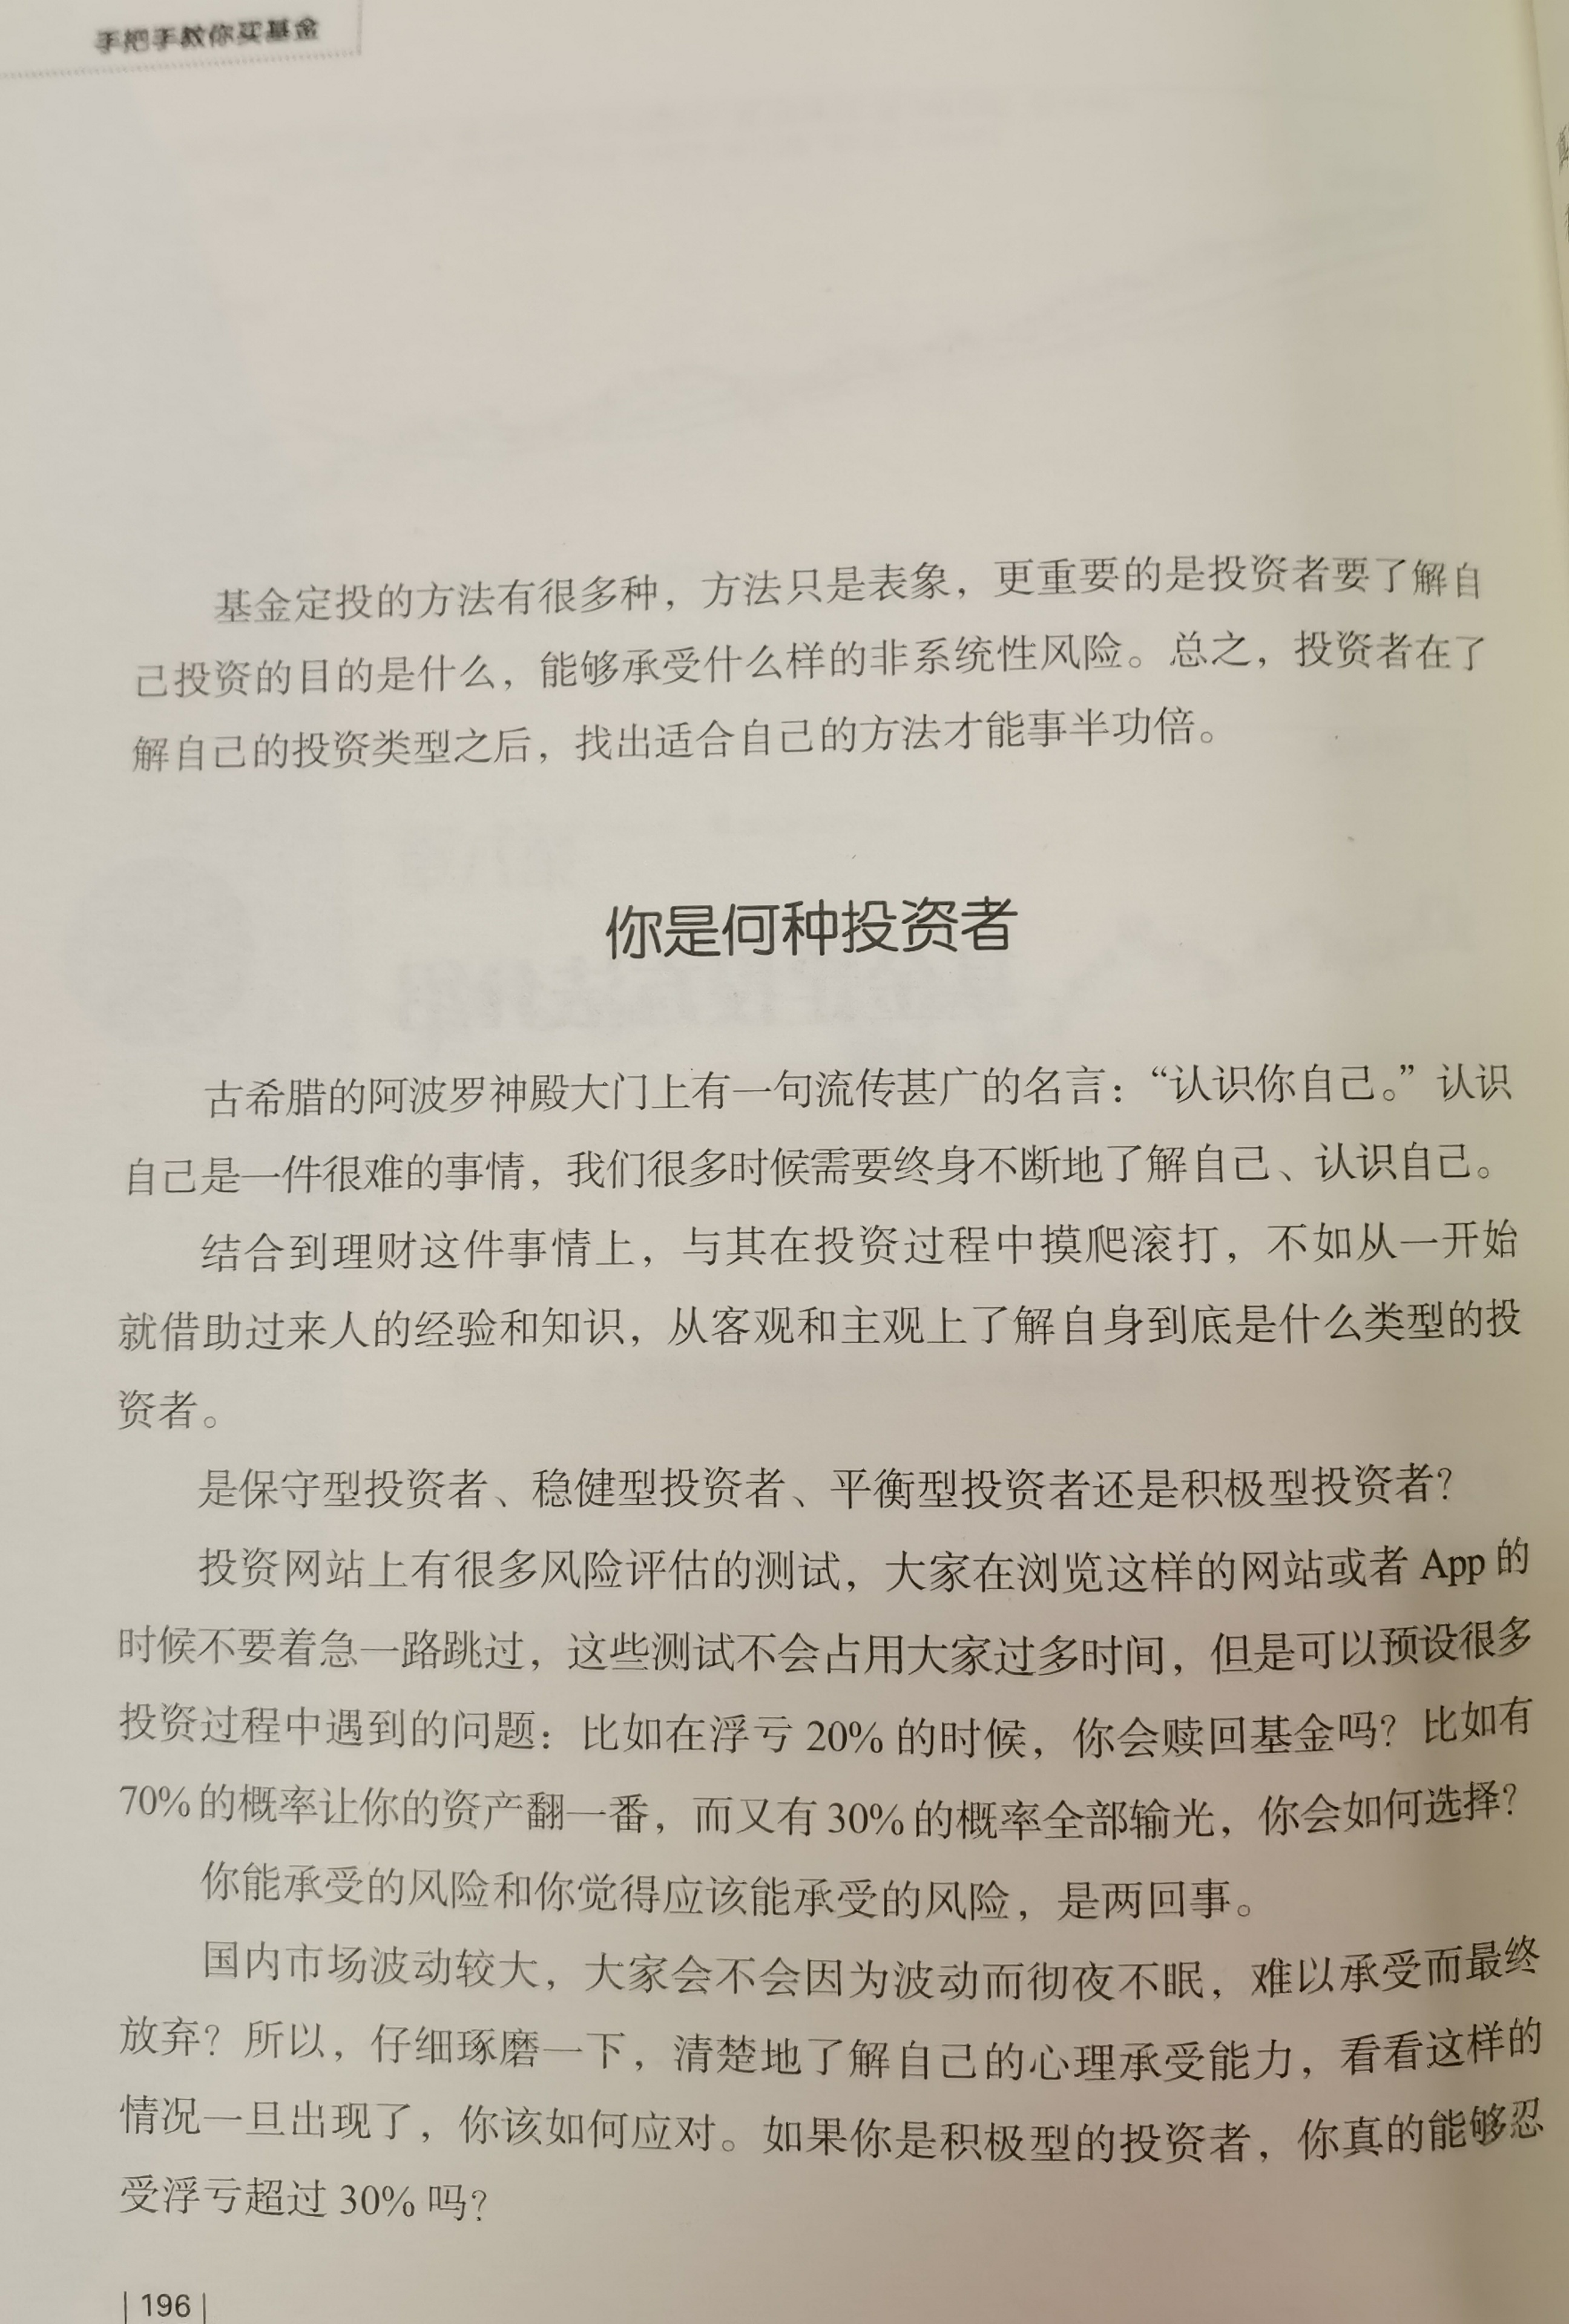 手把手教你买基金
基金定投的方法有很多种，方法只是表象，更重要的是投资者要了解自
己投资的目的是什么，能够承受什么样的非系统性风险。总之，投资者在了
解自己的投资类型之后，找出适合自己的方法才能事半功倍。
你是何种投资者
古希腊的阿波罗神殿大门上有一句流传甚广的名言：“认识你自己。”认识
自己是一件很难的事情，我们很多时候需要终身不断地了解自己、认识自己。
结合到理财这件事情上，与其在投资过程中摸爬滚打，不如从一开始
就借助过来人的经验和知识，从客观和主观上了解自身到底是什么类型的投
资者。
是保守型投资者、稳健型投资者、平衡型投资者还是积极型投资者？
投资网站上有很多风险评估的测试，大家在浏览这样的网站或者 App 的
时候不要着急一路跳过，这些测试不会占用大家过多时间，但是可以预设很多
投资过程中遇到的问题：比如在浮亏 20% 的时候，你会赎回基金吗？比如有
70% 的概率让你的资产翻一番，而又有 30% 的概率全部输光，你会如何选择？
你能承受的风险和你觉得应该能承受的风险，是两回事。
国内市场波动较大，大家会不会因为波动而彻夜不眠，难以承受而最终
放弃？所以，仔细琢磨一下，清楚地了解自己的心理承受能力，看看这样的
情况一旦出现了，你该如何应对。如果你是积极型的投资者，你真的能够忍
受浮亏超过 30% 吗？
| 196 |